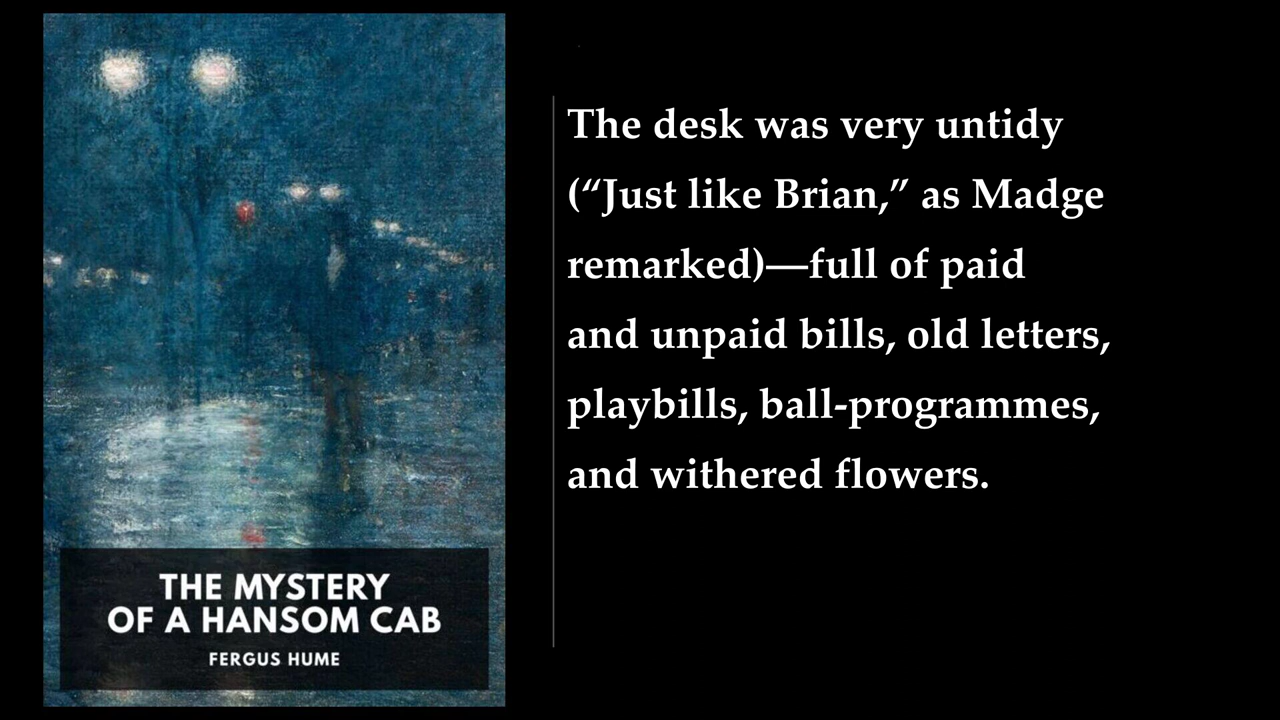 THE MYSTERY
OF A HANSOM CAB
FERGUS HUME
The desk was very untidy
(“Just like Brian,” as Madge
remarked)—full of paid
and unpaid bills, old letters,
playbills, ball-programmes,
and withered flowers.